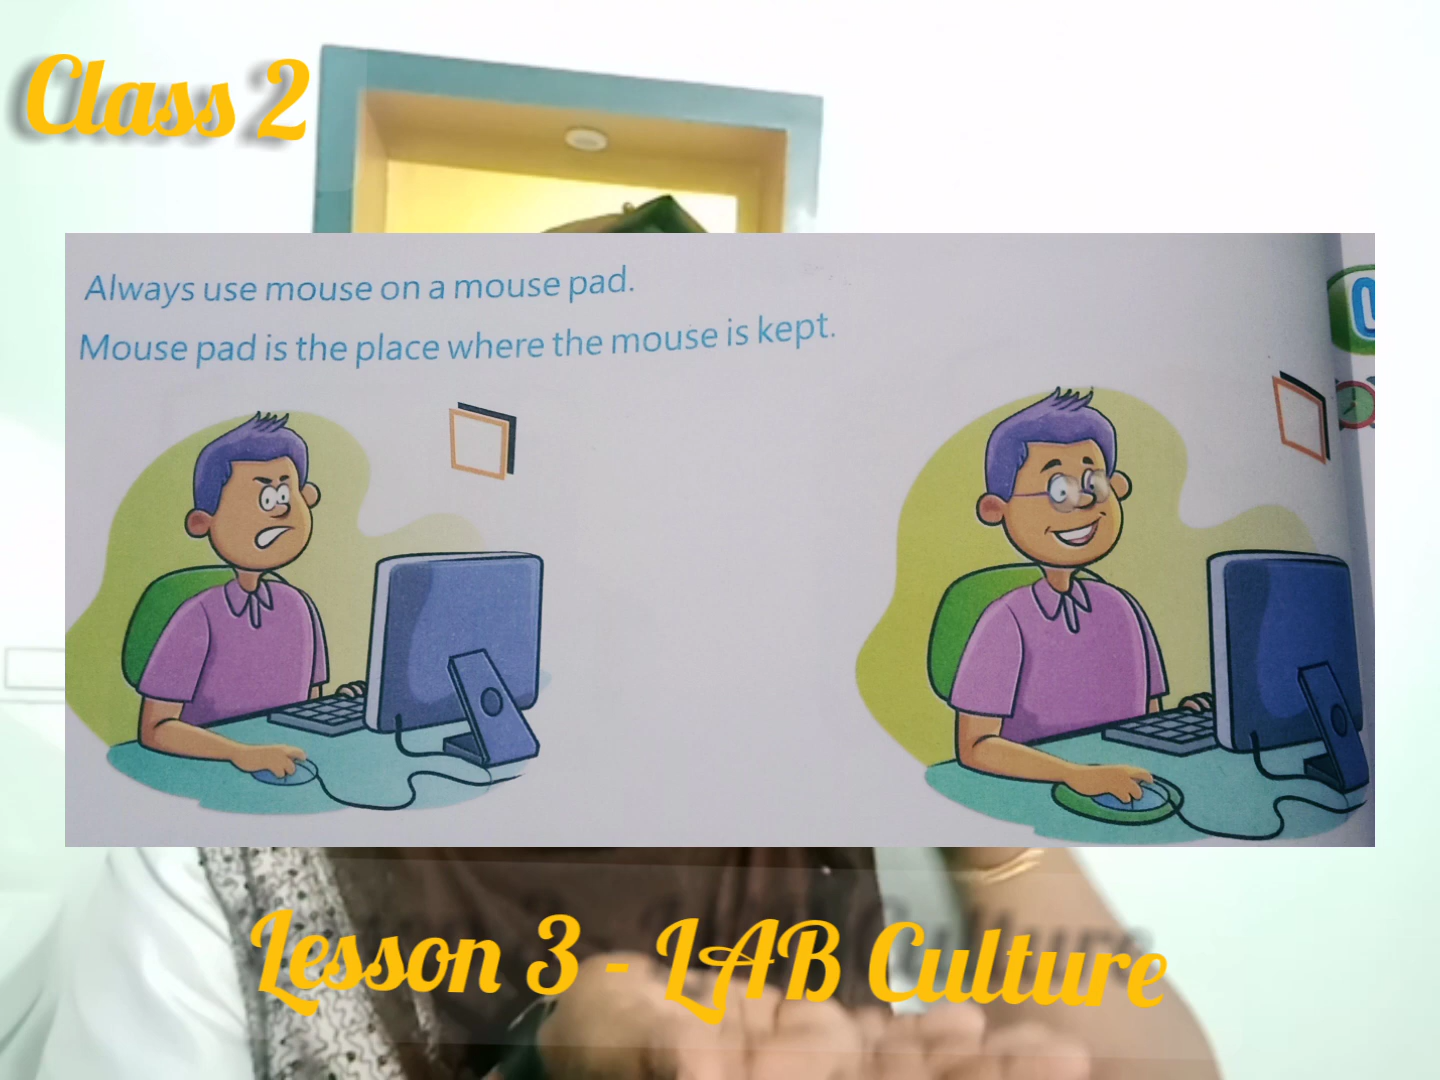 Class 2
Always use mouse on a mouse pad.
Mouse pad is the place where the mouse is kept.
Lesson 3 - LAB Culture